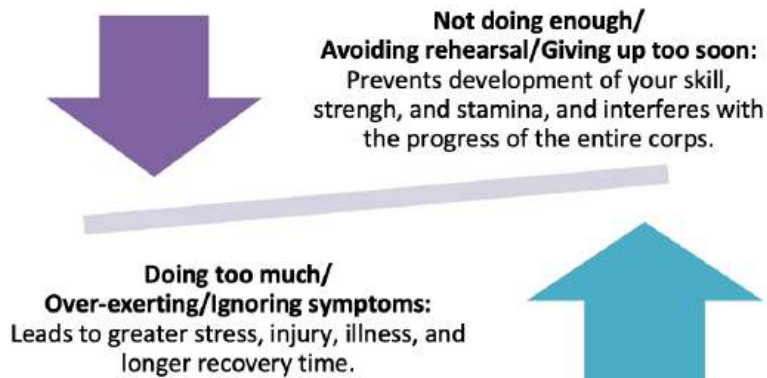 Not doing enough/
Avoiding rehearsal/Giving up too soon:
Prevents development of your skill,
strengh, and stamina, and interferes with
the progress of the entire corps.
Doing too much/
Over-exerting/Ignoring symptoms:
Leads to greater stress, injury, illness, and
longer recovery time.